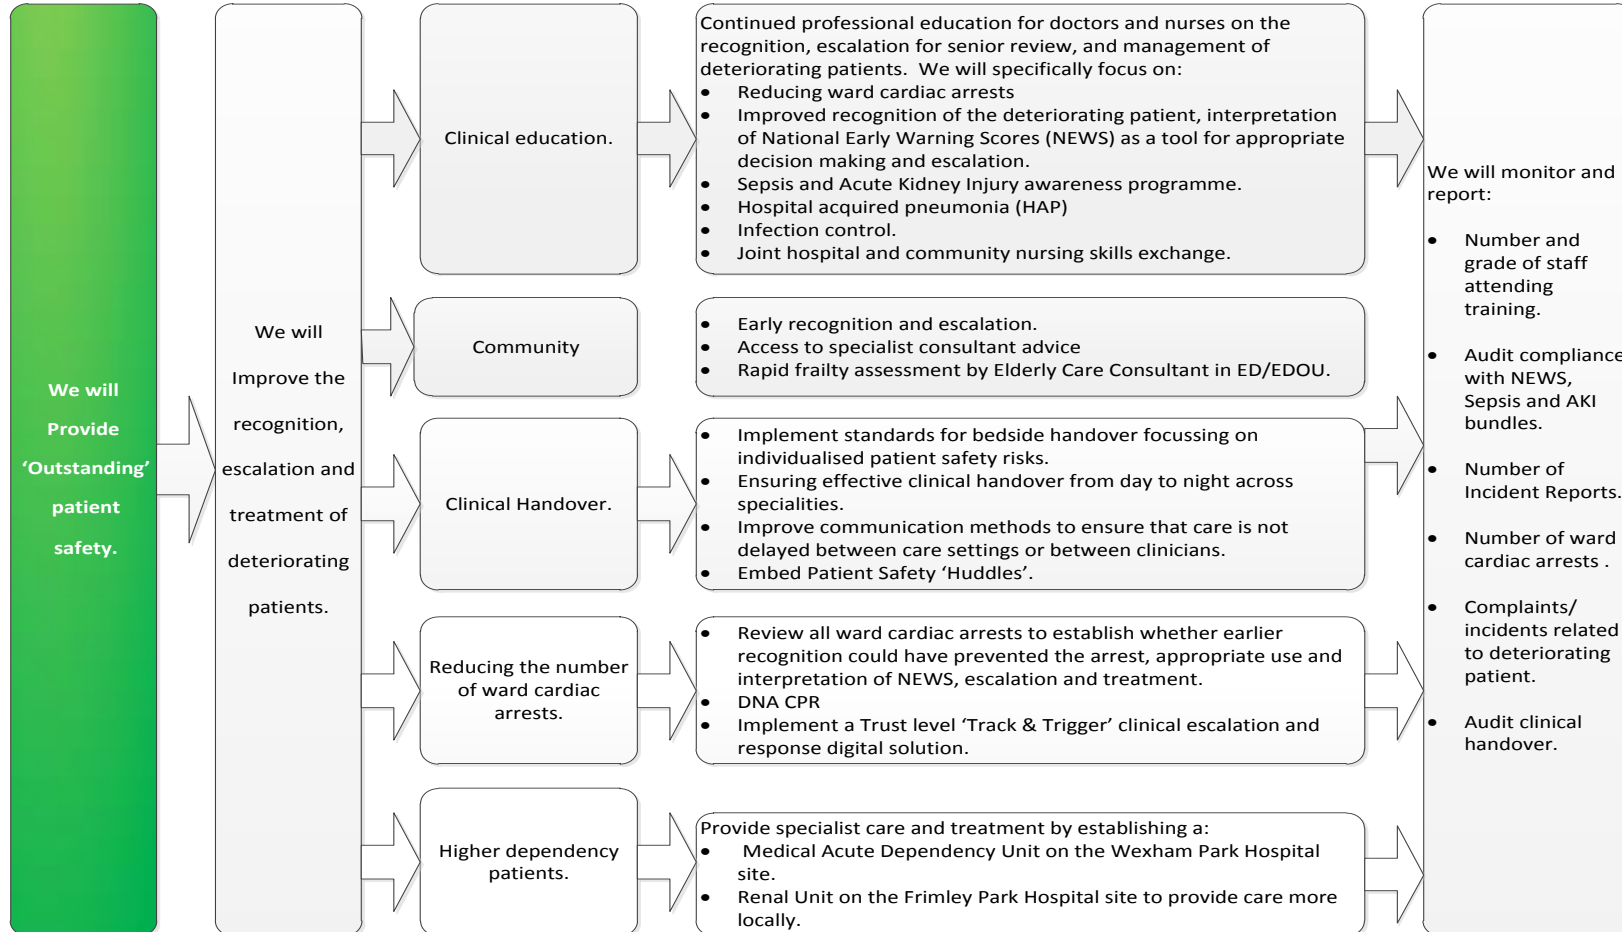 We will
Provide
‘Outstanding’
patient
safety.
We will
Improve the
recognition,
escalation and
treatment of
deteriorating
patients.
Clinical education.
Continued professional education for doctors and nurses on the
recognition, escalation for senior review, and management of
deteriorating patients.  We will specifically focus on:
• Reducing ward cardiac arrests
• Improved recognition of the deteriorating patient, interpretation
of National Early Warning Scores (NEWS) as a tool for appropriate
decision making and escalation.
• Sepsis and Acute Kidney Injury awareness programme.
• Hospital acquired pneumonia (HAP)
• Infection control.
• Joint hospital and community nursing skills exchange.
Community
• Early recognition and escalation.
• Access to specialist consultant advice
• Rapid frailty assessment by Elderly Care Consultant in ED/EDOU.
Clinical Handover.
• Implement standards for bedside handover focussing on
individualised patient safety risks.
• Ensuring effective clinical handover from day to night across
specialities.
• Improve communication methods to ensure that care is not
delayed between care settings or between clinicians.
• Embed Patient Safety ‘Huddles’.
Reducing the number
of ward cardiac
arrests.
• Review all ward cardiac arrests to establish whether earlier
recognition could have prevented the arrest, appropriate use and
interpretation of NEWS, escalation and treatment.
• DNA CPR
• Implement a Trust level ‘Track & Trigger’ clinical escalation and
response digital solution.
Higher dependency
patients.
Provide specialist care and treatment by establishing a:
• Medical Acute Dependency Unit on the Wexham Park Hospital
site.
• Renal Unit on the Frimley Park Hospital site to provide care more
locally.
We will monitor and
report:
• Number and
grade of staff
attending
training.
• Audit compliance
with NEWS,
Sepsis and AKI
bundles.
• Number of
Incident Reports.
• Number of ward
cardiac arrests .
• Complaints/
incidents related
to deteriorating
patient.
• Audit clinical
handover.